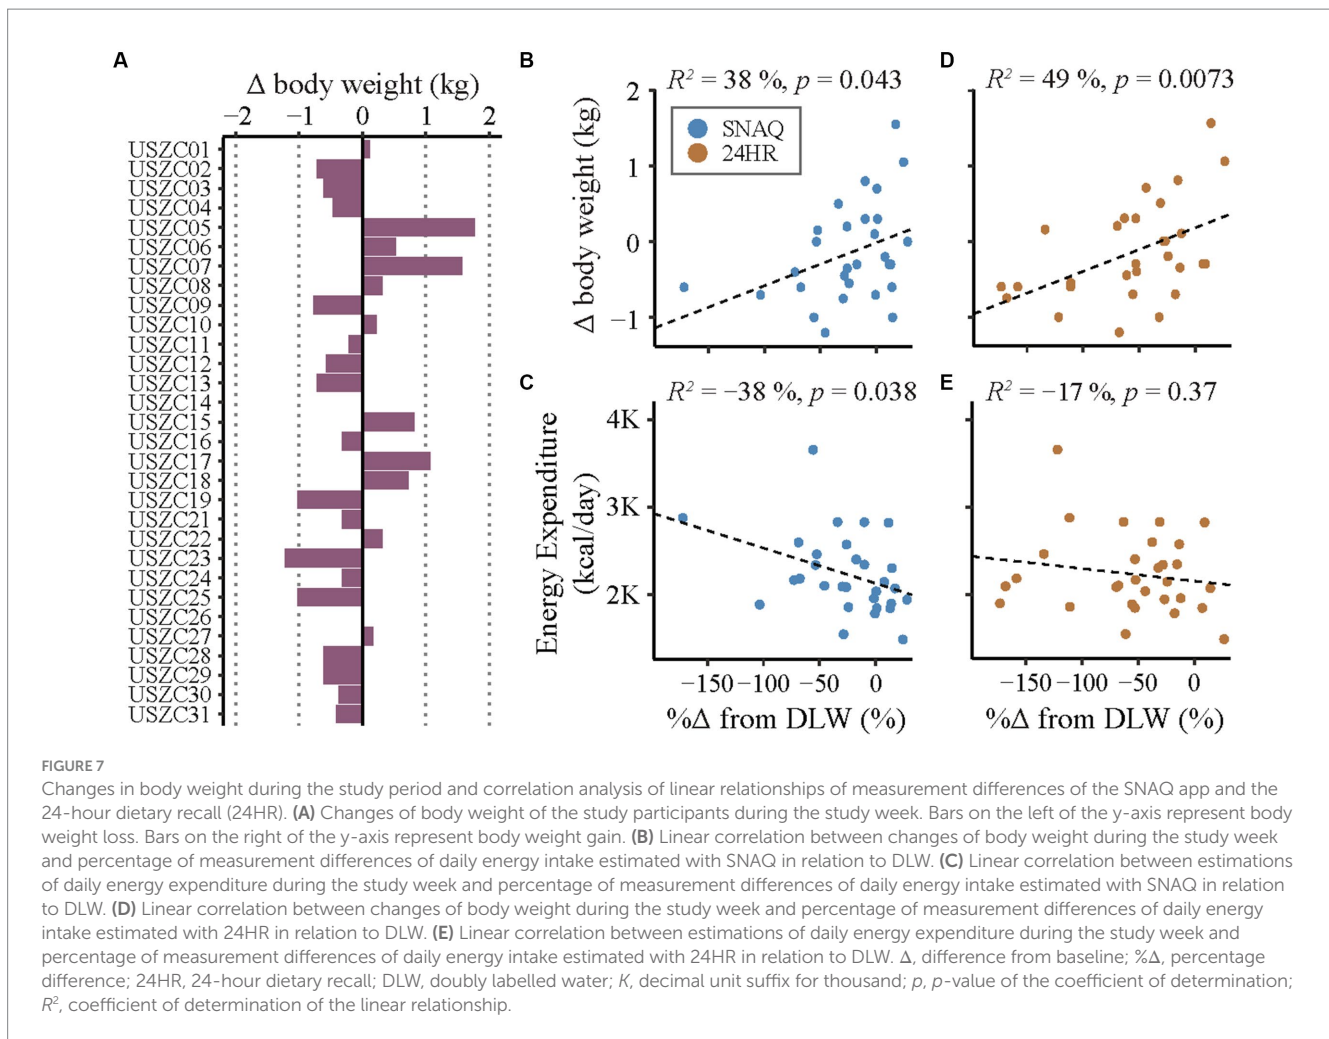 A
Δ body weight (kg)
−2 −1 0 1 2
USZC01
USZC02
USZC03
USZC04
USZC05
USZC06
USZC07
USZC08
USZC09
USZC10
USZC11
USZC12
USZC13
USZC14
USZC15
USZC16
USZC17
USZC18
USZC19
USZC21
USZC22
USZC23
USZC24
USZC25
USZC26
USZC27
USZC28
USZC29
USZC30
USZC31
B
R² = 38 %, p = 0.043
SNAQ
24HR
Δ body weight (kg)
2
1
0
−1
D
R² = 49 %, p = 0.0073
C
R² = −38 %, p = 0.038
Energy Expenditure
(kcal/day)
4K
3K
2K
−150 −100 −50 0
%Δ from DLW (%)
E
R² = −17 %, p = 0.37
−150 −100 −50 0
%Δ from DLW (%)
FIGURE 7
Changes in body weight during the study period and correlation analysis of linear relationships of measurement differences of the SNAQ app and the
24-hour dietary recall (24HR). (A) Changes of body weight of the study participants during the study week. Bars on the left of the y-axis represent body
weight loss. Bars on the right of the y-axis represent body weight gain. (B) Linear correlation between changes of body weight during the study week
and percentage of measurement differences of daily energy intake estimated with SNAQ in relation to DLW. (C) Linear correlation between estimations
of daily energy expenditure during the study week and percentage of measurement differences of daily energy intake estimated with SNAQ in relation
to DLW. (D) Linear correlation between changes of body weight during the study week and percentage of measurement differences of daily energy
intake estimated with 24HR in relation to DLW. (E) Linear correlation between estimations of daily energy expenditure during the study week and
percentage of measurement differences of daily energy intake estimated with 24HR in relation to DLW. Δ, difference from baseline; %Δ, percentage
difference; 24HR, 24-hour dietary recall; DLW, doubly labelled water; K, decimal unit suffix for thousand; p, p-value of the coefficient of determination;
R², coefficient of determination of the linear relationship.